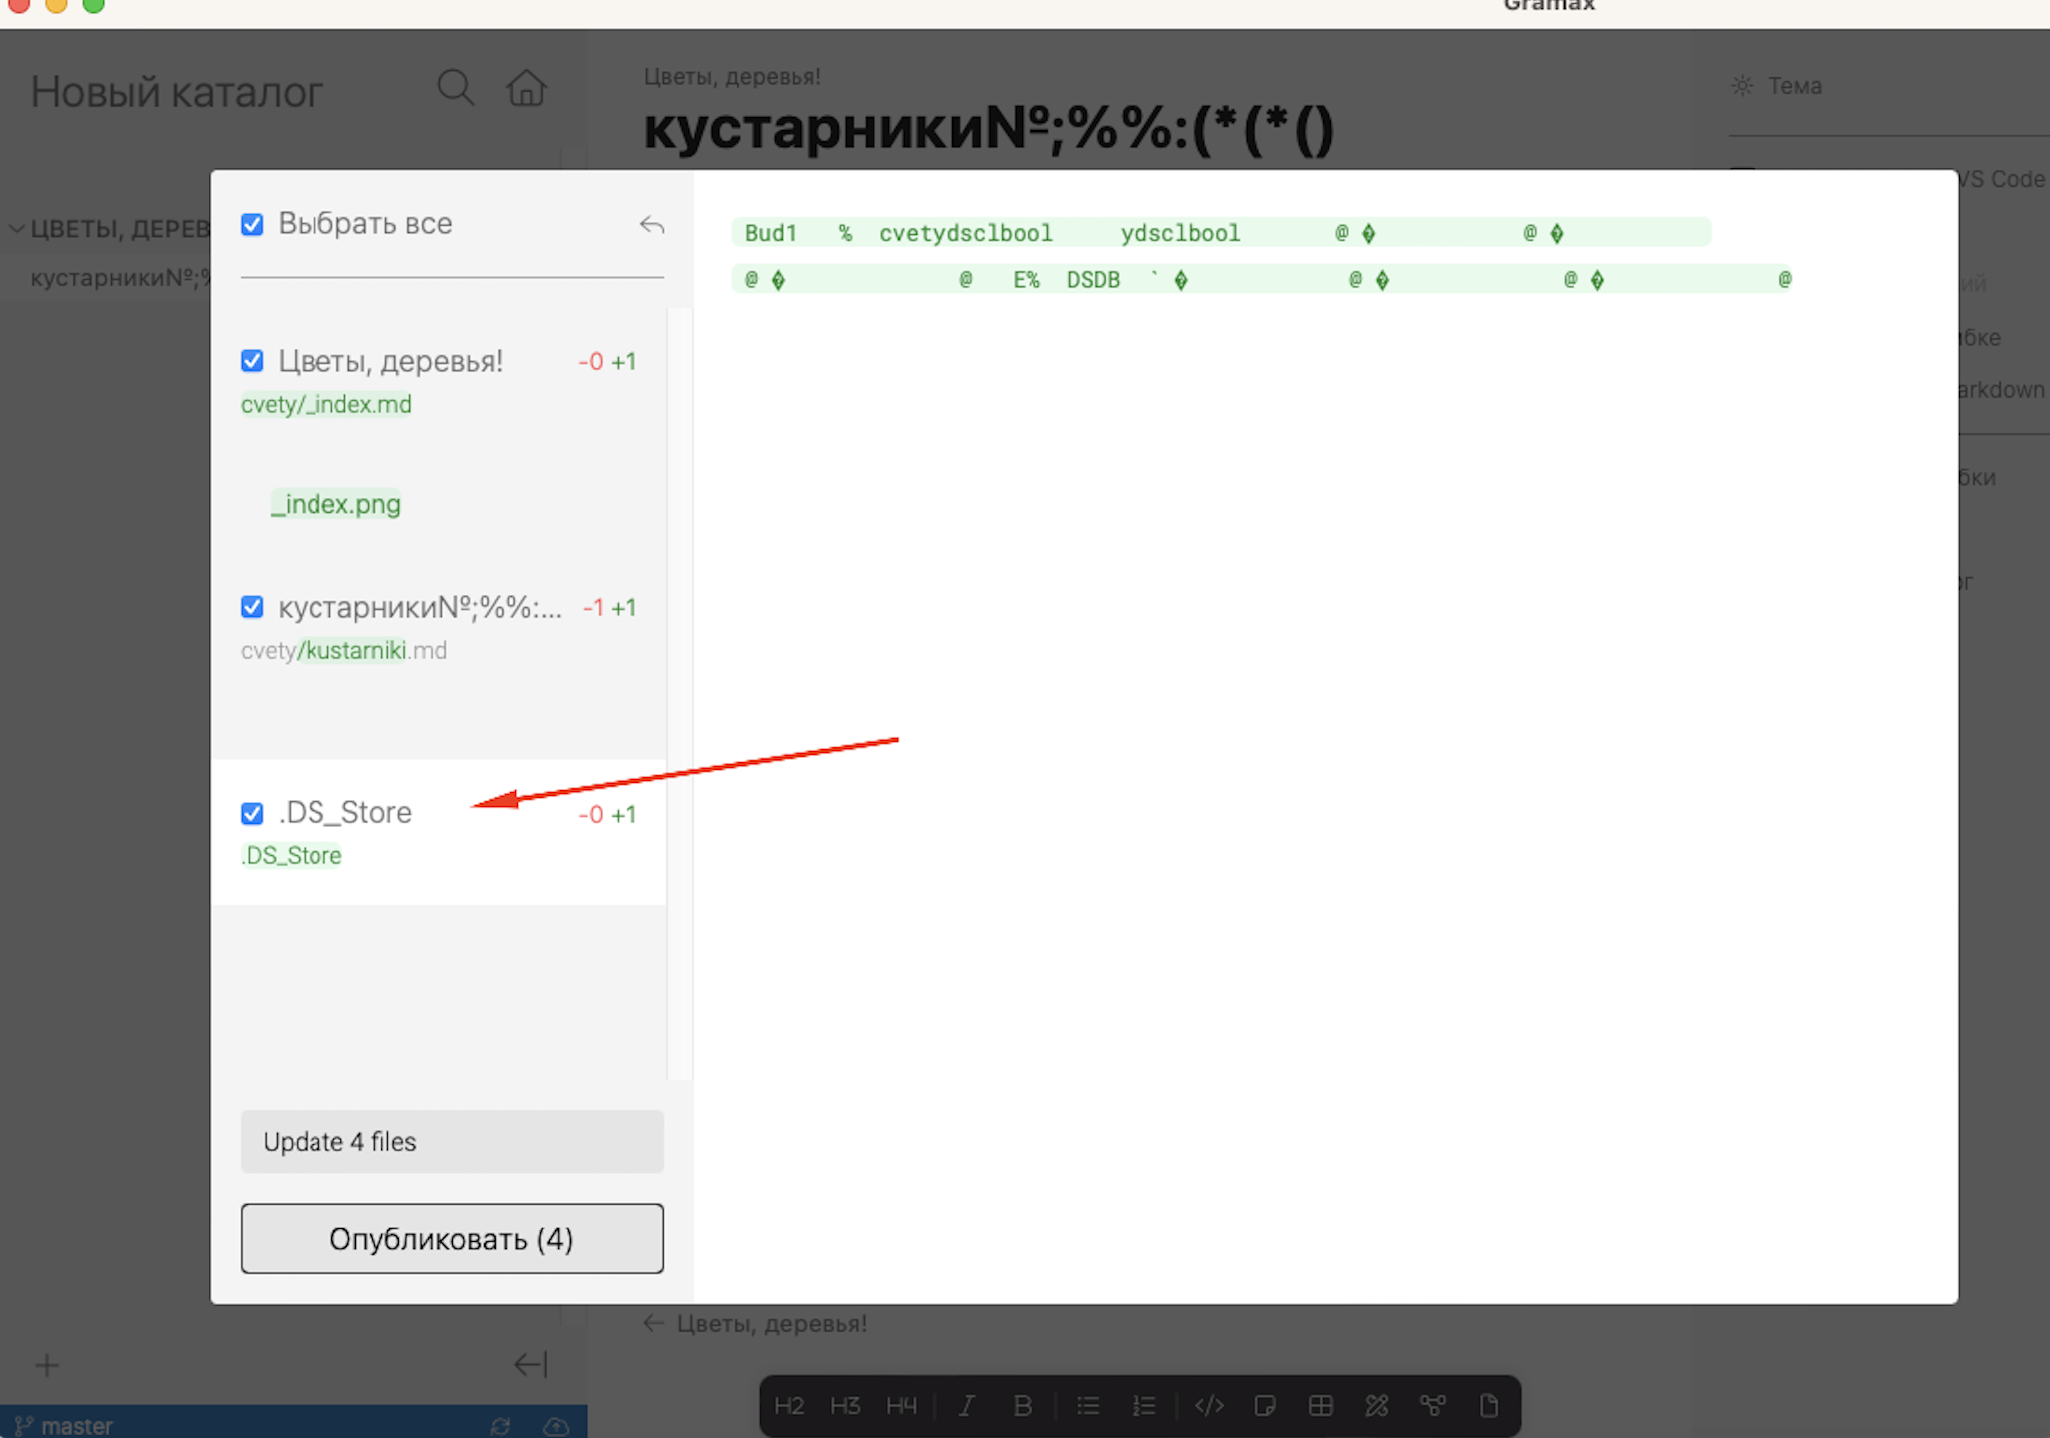 Gramax
Новый каталог
ЦВЕТЫ, ДЕРЕВ
кустарники№;%
Цветы, деревья!
кустарники№;%%:(*(*()
Тема
VS Code
ий
бке
arkdown
бки
ог
Выбрать все
Цветы, деревья! -0 +1
cvety/_index.md
_index.png
кустарники№;%%:... -1 +1
cvety/kustarniki.md
.DS_Store -0 +1
.DS_Store
Update 4 files
Опубликовать (4)
Bud1 % cvetydsclbool ydsclbool @ � @ �
@ � @ E% DSDB ` � @ � @ � @
← Цветы, деревья!
H2 H3 H4 I B </>
master